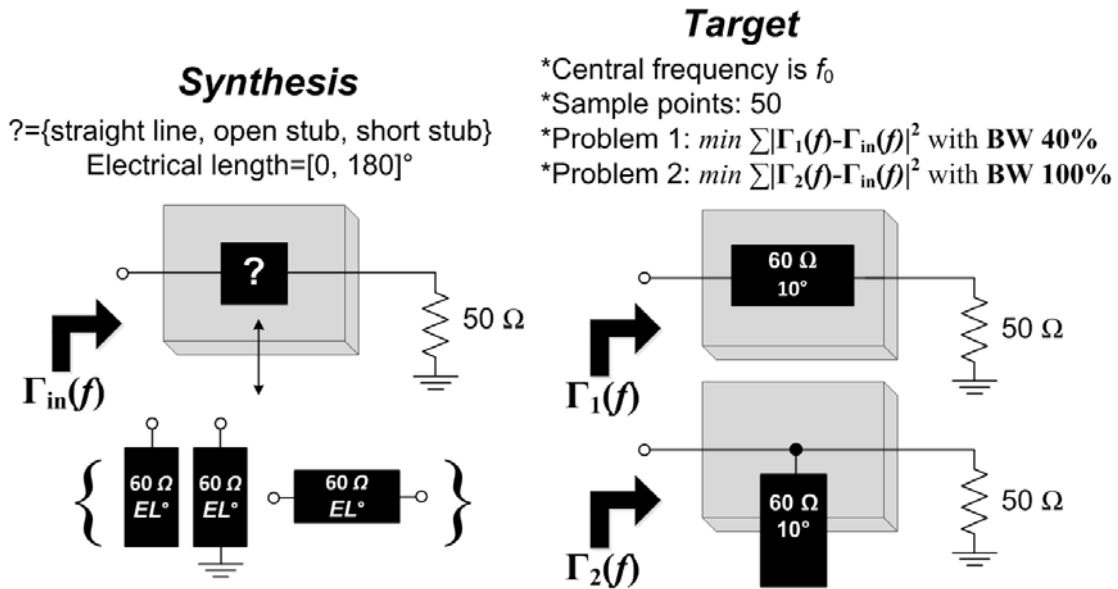 Synthesis
?={straight line, open stub, short stub}
Electrical length=[0, 180]°
?
50 Ω
Γin(f)
{
60 Ω
EL°
60 Ω
EL°
60 Ω
EL°
}
Target
*Central frequency is f0
*Sample points: 50
*Problem 1: min ∑|Γ1(f)-Γin(f)|² with BW 40%
*Problem 2: min ∑|Γ2(f)-Γin(f)|² with BW 100%
60 Ω
10°
50 Ω
Γ1(f)
60 Ω
10°
50 Ω
Γ2(f)